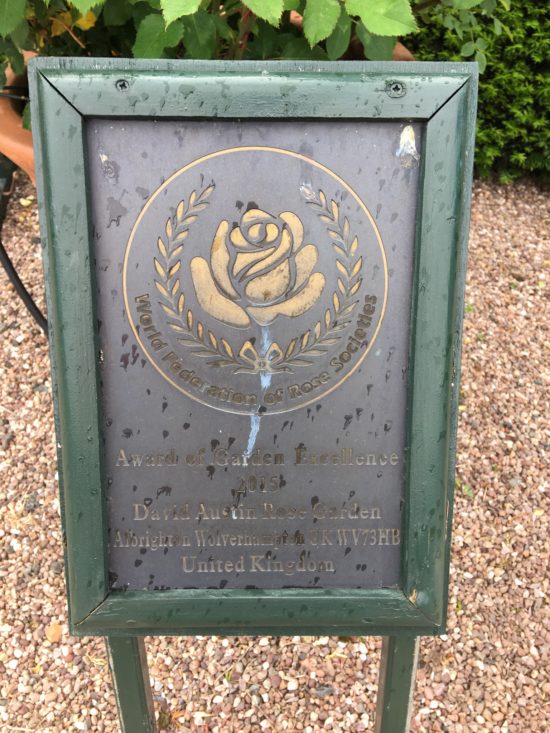 World Federation of Rose Societies
Award of Garden Excellence
2015
David Austin Rose Garden
Albrighton Wolverhampton UK WV73HB
United Kingdom